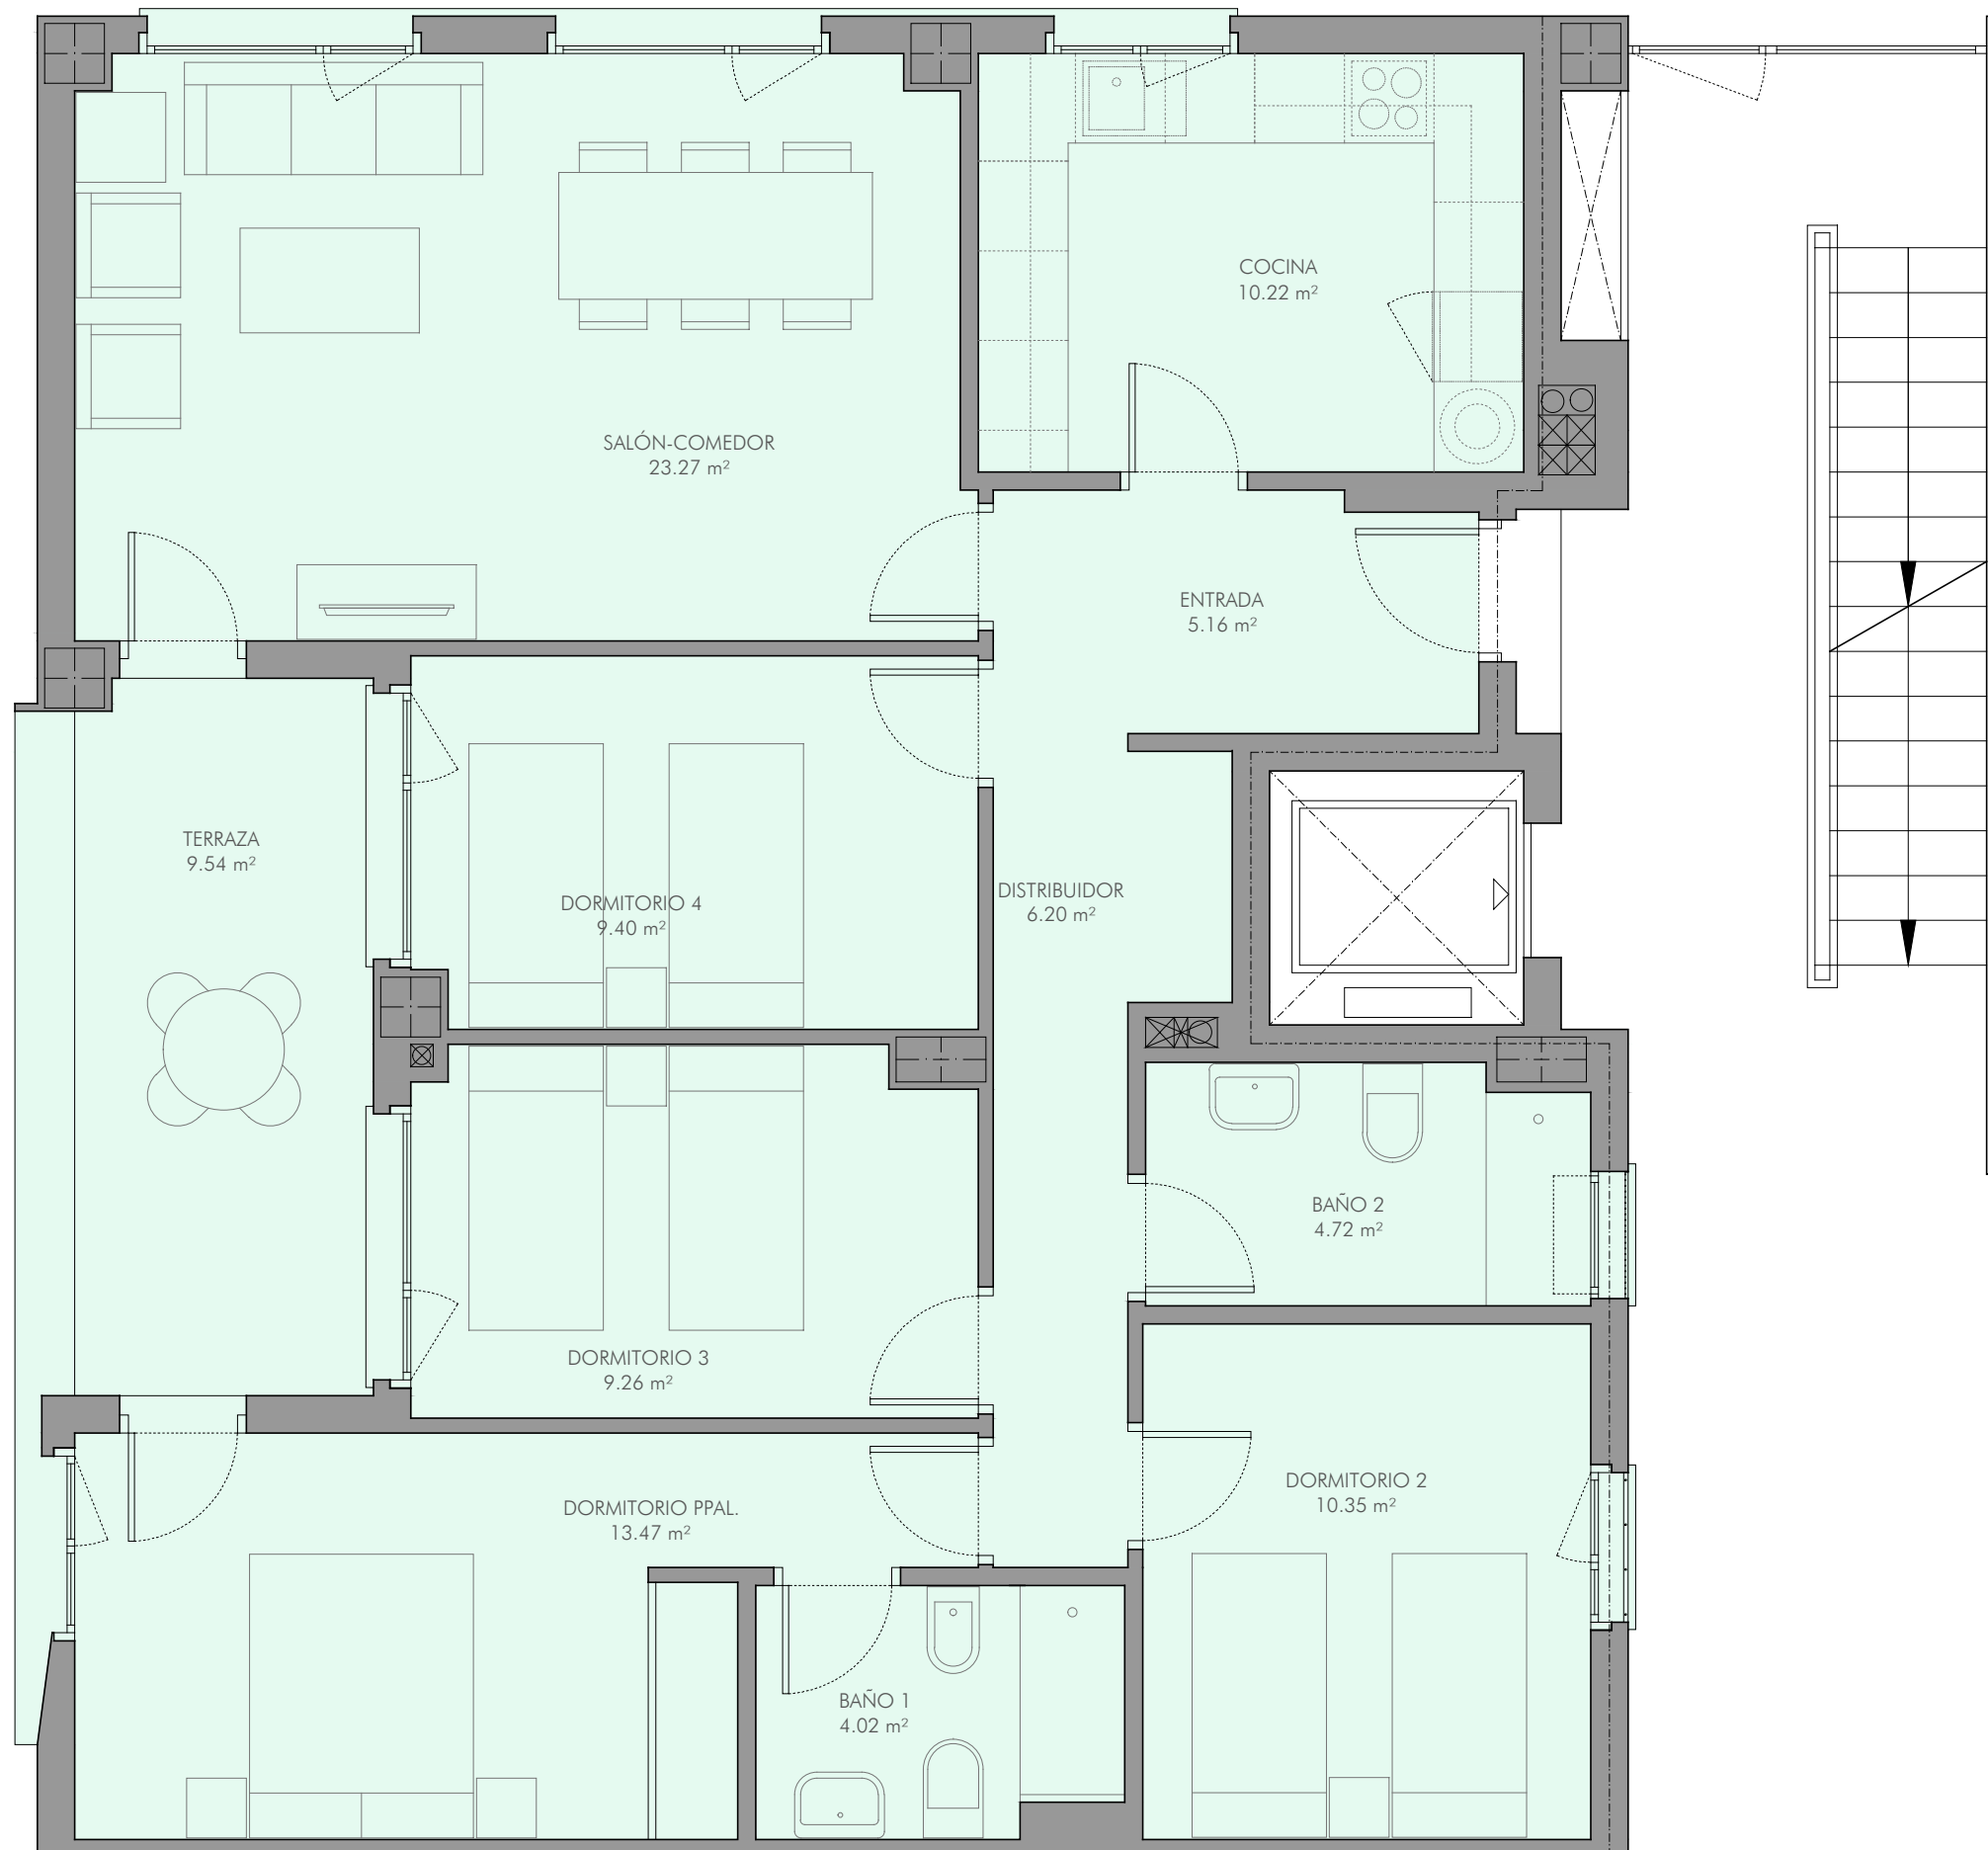 COCINA
10.22 m²
SALÓN-COMEDOR
23.27 m²
ENTRADA
5.16 m²
TERRAZA
9.54 m²
DORMITORIO 4
9.40 m²
DISTRIBUIDOR
6.20 m²
BAÑO 2
4.72 m²
DORMITORIO 3
9.26 m²
DORMITORIO 2
10.35 m²
DORMITORIO PPAL.
13.47 m²
BAÑO 1
4.02 m²